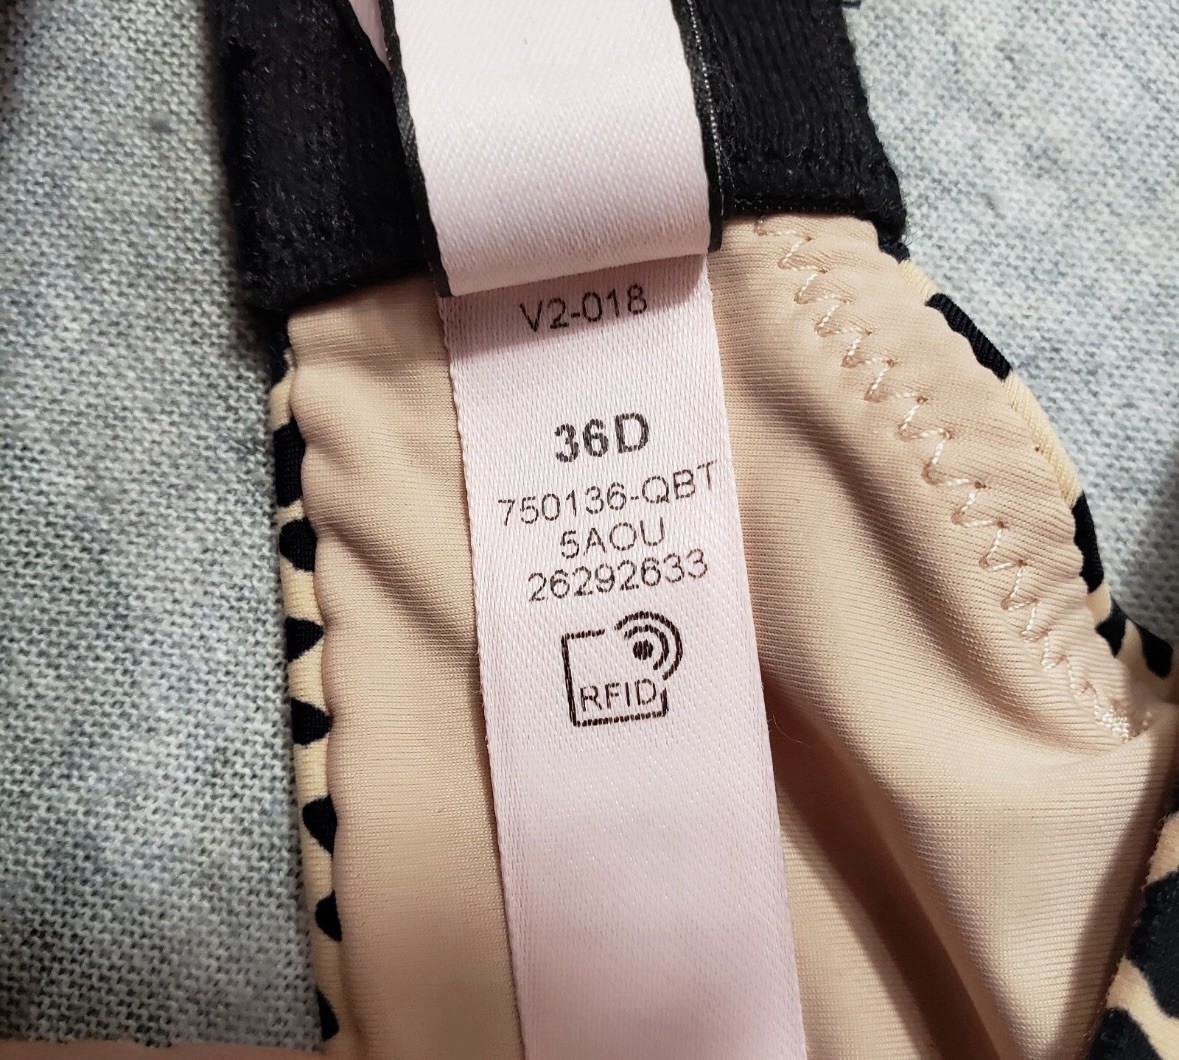 V2-018
36D
750136-QBT
5AOU
26292633
RFID